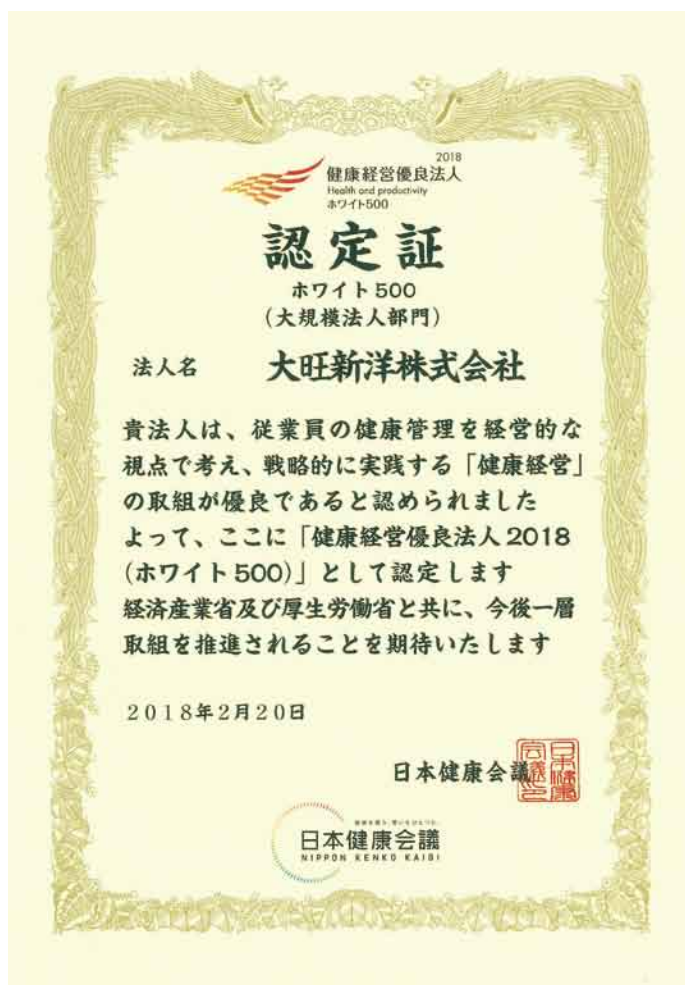 2018
健康経営優良法人
Health and productivity
ホワイト500
認定証
ホワイト500
(大規模法人部門)
法人名 大旺新洋株式会社
貴法人は、従業員の健康管理を経営的な
視点で考え、戦略的に実践する「健康経営」
の取組が優良であると認められました
よって、ここに「健康経営優良法人2018
(ホワイト500)」として認定します
経済産業省及び厚生労働省と共に、今後一層
取組を推進されることを期待いたします
2018年2月20日
日本健康会議
日本健康会議印
日本健康会議
NIPPON KENKO KAIGI